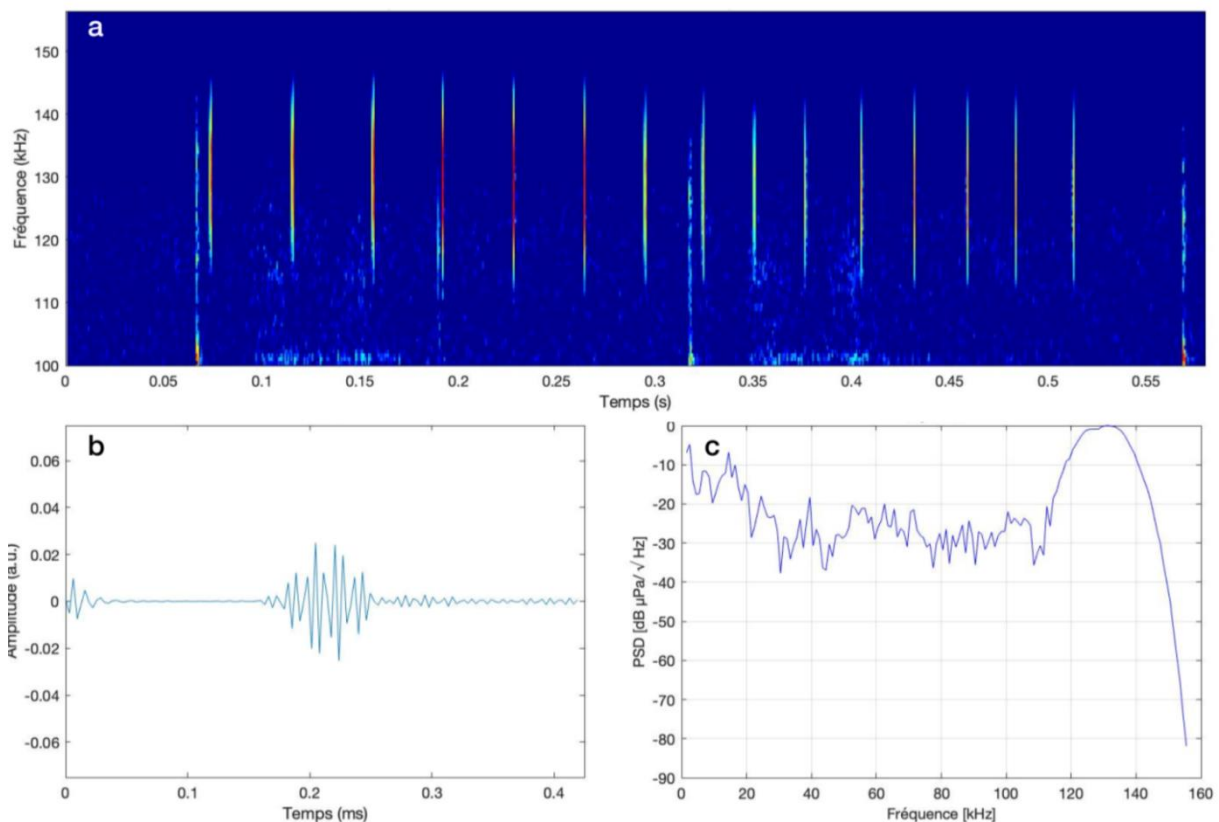 a
150
140
130
120
110
100
Fréquence (kHz)
0 0.05 0.1 0.15 0.2 0.25 0.3 0.35 0.4 0.45 0.5 0.55
Temps (s)
b
0.06
0.04
0.02
0
-0.02
-0.04
-0.06
Amplitude (a.u.)
0 0.1 0.2 0.3 0.4
Temps (ms)
c
0
-10
-20
-30
-40
-50
-60
-70
-80
-90
PSD [dB µPa/ √ Hz]
0 20 40 60 80 100 120 140 160
Fréquence [kHz]